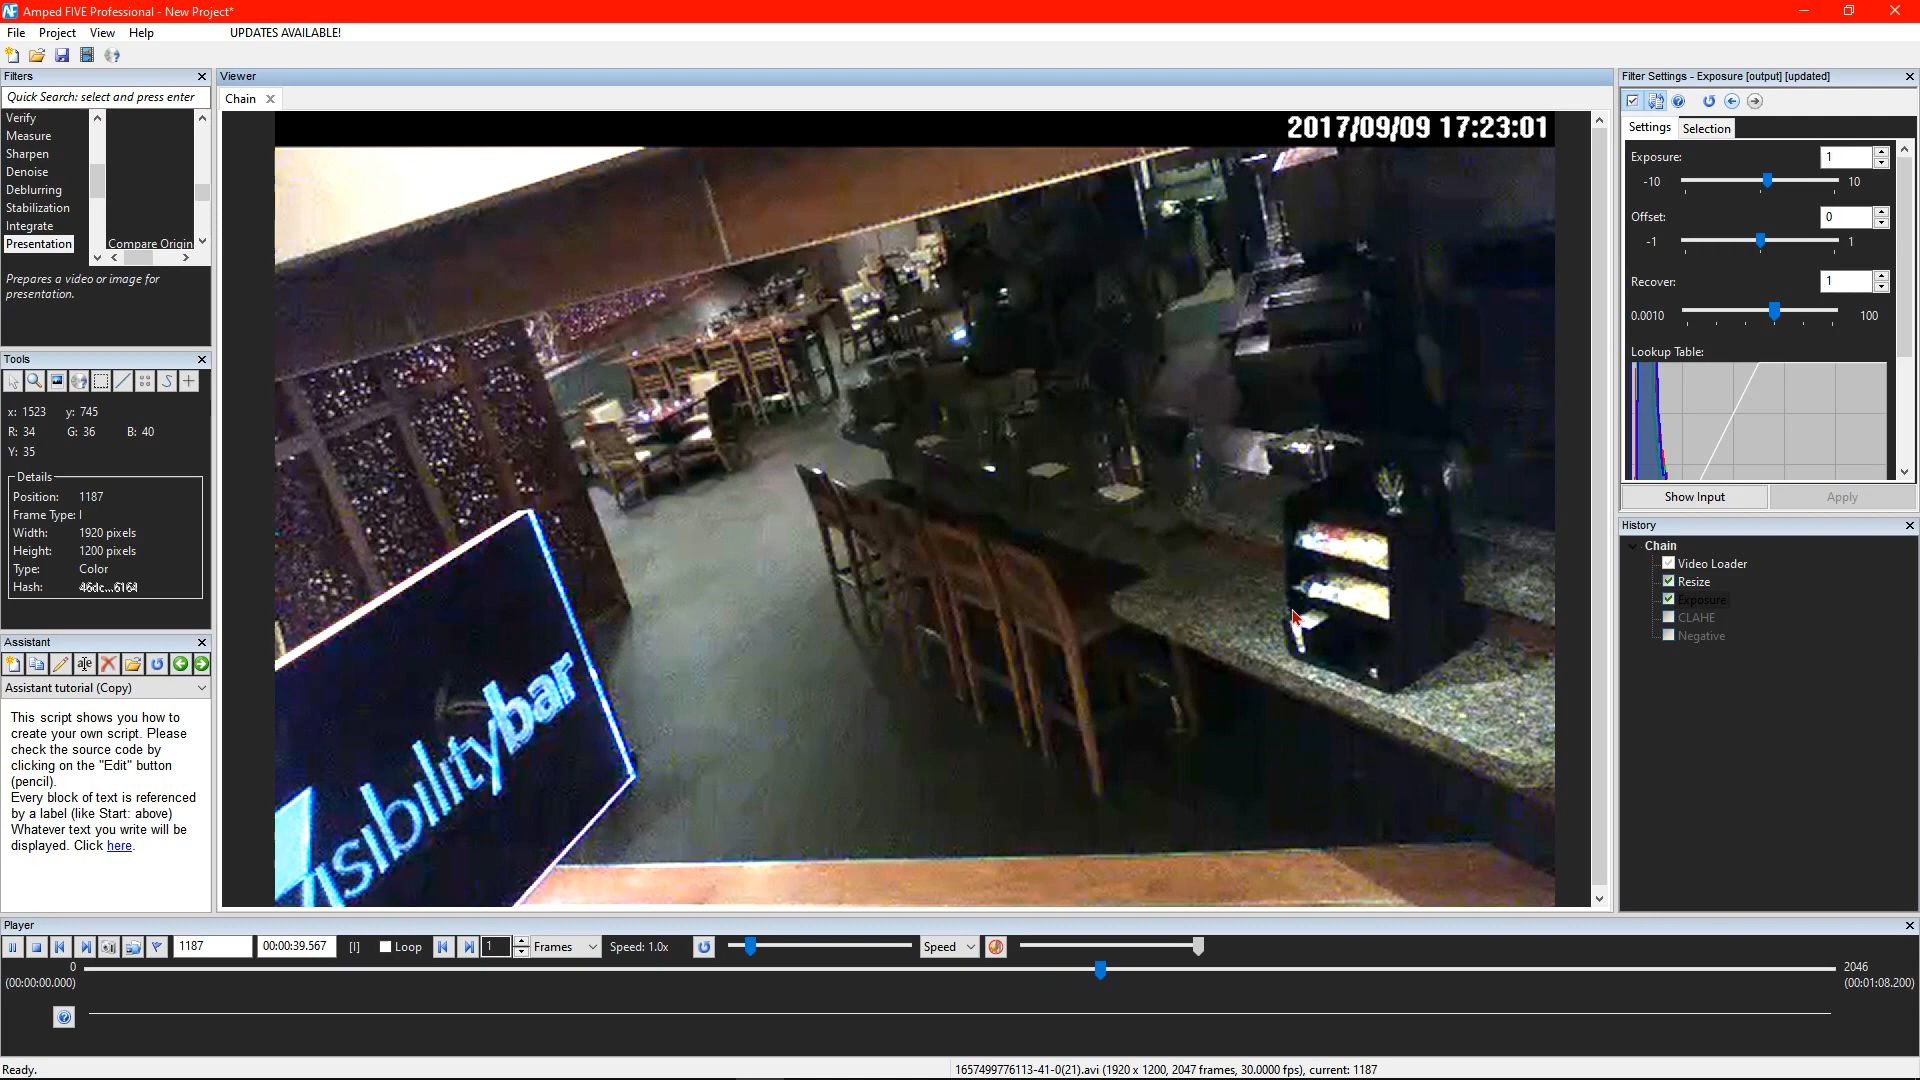 Amped FIVE Professional - New Project*
File Project View Help UPDATES AVAILABLE!
Filters
Quick Search: select and press enter
Verify
Measure
Sharpen
Denoise
Deblurring
Stabilization
Integrate
Presentation
Compare Origin
Prepares a video or image for
presentation.
Tools
x: 1523 y: 745
R: 34 G: 36 B: 40
Y: 35
Details
Position: 1187
Frame Type: I
Width: 1920 pixels
Height: 1200 pixels
Type: Color
Hash: 46dc...6164
Assistant
Assistant tutorial (Copy)
This script shows you how to
create your own script. Please
check the source code by
clicking on the "Edit" button
(pencil).
Every block of text is referenced
by a label (like Start: above)
Whatever text you write will be
displayed. Click here.
Viewer
Chain
2017/09/09 17:23:01
isibilitybar
Filter Settings - Exposure [output] [updated]
Settings Selection
Exposure: 1
-10 10
Offset: 0
-1 1
Recover: 1
0.0010 100
Lookup Table:
Show Input Apply
History
Chain
Video Loader
Resize
Exposure
CLAHE
Negative
Player
1187 00:00:39.567 [I] Loop 1 Frames Speed: 1.0x Speed
0 2046
(00:00:00.000) (00:01:08.200)
Ready. 1657499776113-41-0(21).avi (1920 x 1200, 2047 frames, 30.0000 fps), current: 1187